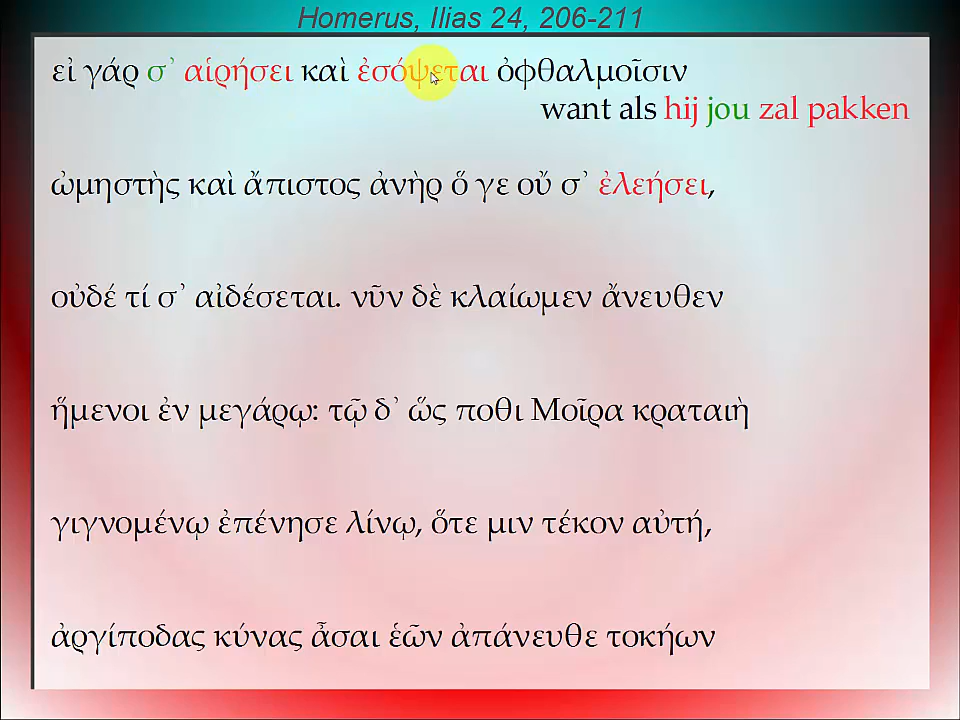 Homerus, Ilias 24, 206-211
εἰ γάρ σ᾽ αἱρήσει καὶ ἐσόψεται ὀφθαλμοῖσιν
want als hij jou zal pakken
ὠμηστὴς καὶ ἄπιστος ἀνὴρ ὅ γε οὔ σ᾽ ἐλεήσει,
οὐδέ τί σ᾽ αἰδέσεται. νῦν δὲ κλαίωμεν ἄνευθεν
ἥμενοι ἐν μεγάρῳ: τῷ δ᾽ ὥς ποθι Μοῖρα κραταιὴ
γιγνομένῳ ἐπένησε λίνῳ, ὅτε μιν τέκον αὐτή,
ἀργίποδας κύνας ἆσαι ἑῶν ἀπάνευθε τοκήων